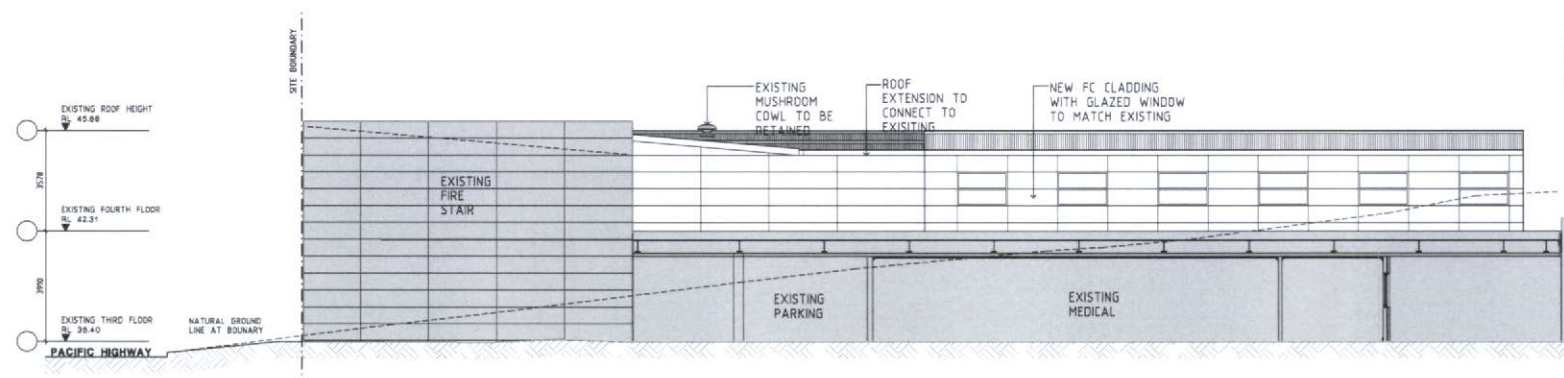 SITE BOUNDARY
EXISTING ROOF HEIGHT
RL 45.88
3578
EXISTING FOURTH FLOOR
RL 42.31
3910
EXISTING THIRD FLOOR
RL 38.40
PACIFIC HIGHWAY
NATURAL GROUND
LINE AT BOUNARY
EXISTING
FIRE
STAIR
EXISTING
MUSHROOM
COWL TO BE
RETAINED
ROOF
EXTENSION TO
CONNECT TO
EXISITING
NEW FC CLADDING
WITH GLAZED WINDOW
TO MATCH EXISTING
EXISTING
PARKING
EXISTING
MEDICAL